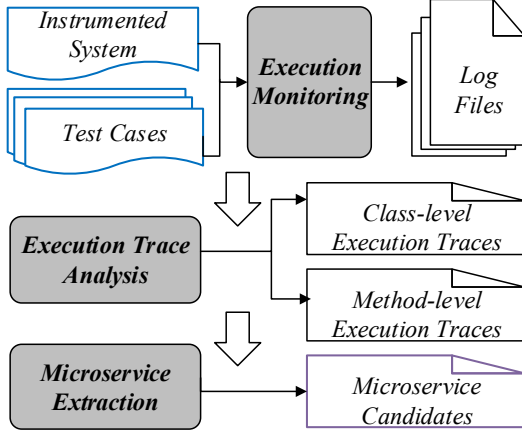 Instrumented
System
Test Cases
Execution
Monitoring
Log
Files
Execution Trace
Analysis
Class-level
Execution Traces
Method-level
Execution Traces
Microservice
Extraction
Microservice
Candidates